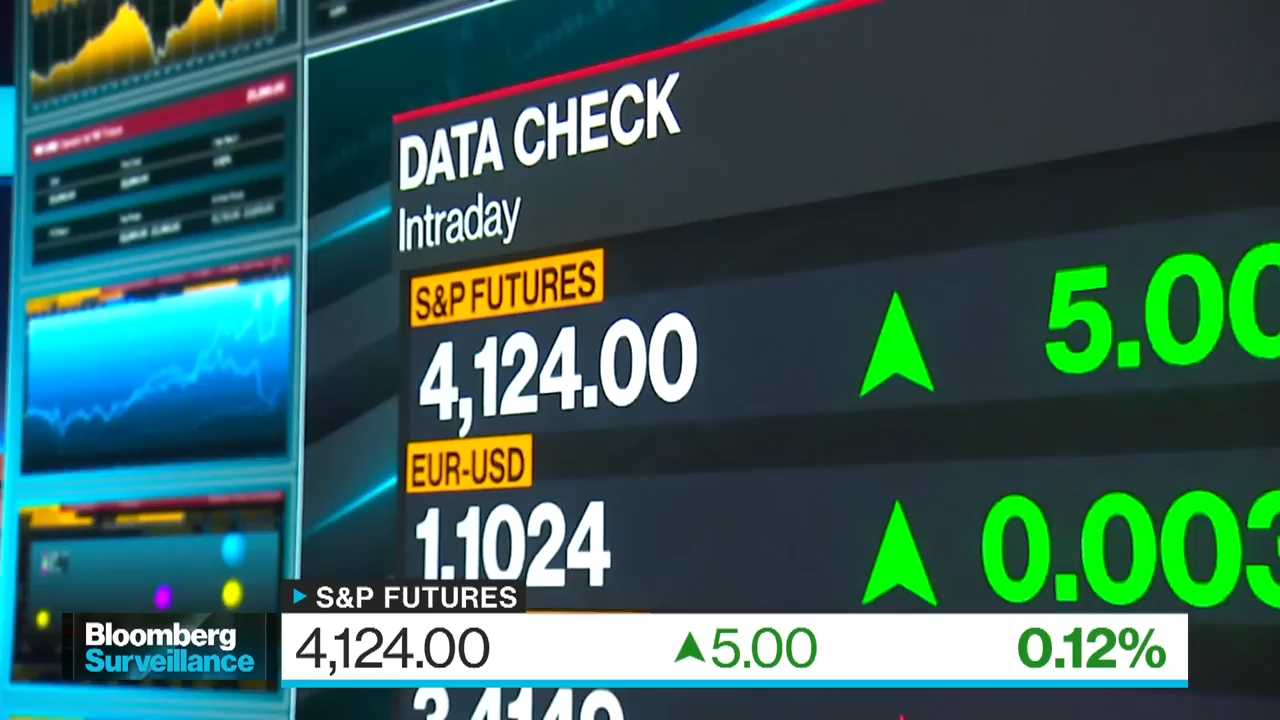 DATA CHECK
Intraday
S&P FUTURES
4,124.00 ▲ 5.00
EUR-USD
1.1024 ▲ 0.003
▶ S&P FUTURES
Bloomberg
Surveillance
4,124.00 ▲5.00 0.12%